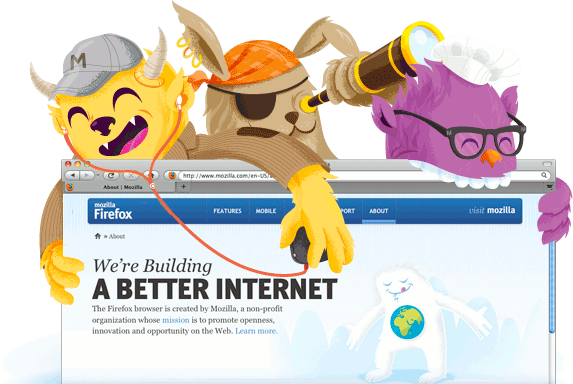 M
http://www.mozilla.com/en-US/a
About | Mozilla
mozilla
Firefox
FEATURES
MOBILE
PORT
ABOUT
visit mozilla
» About
We're Building
A BETTER INTERNET
The Firefox browser is created by Mozilla, a non-profit
organization whose mission is to promote openness,
innovation and opportunity on the Web. Learn more.